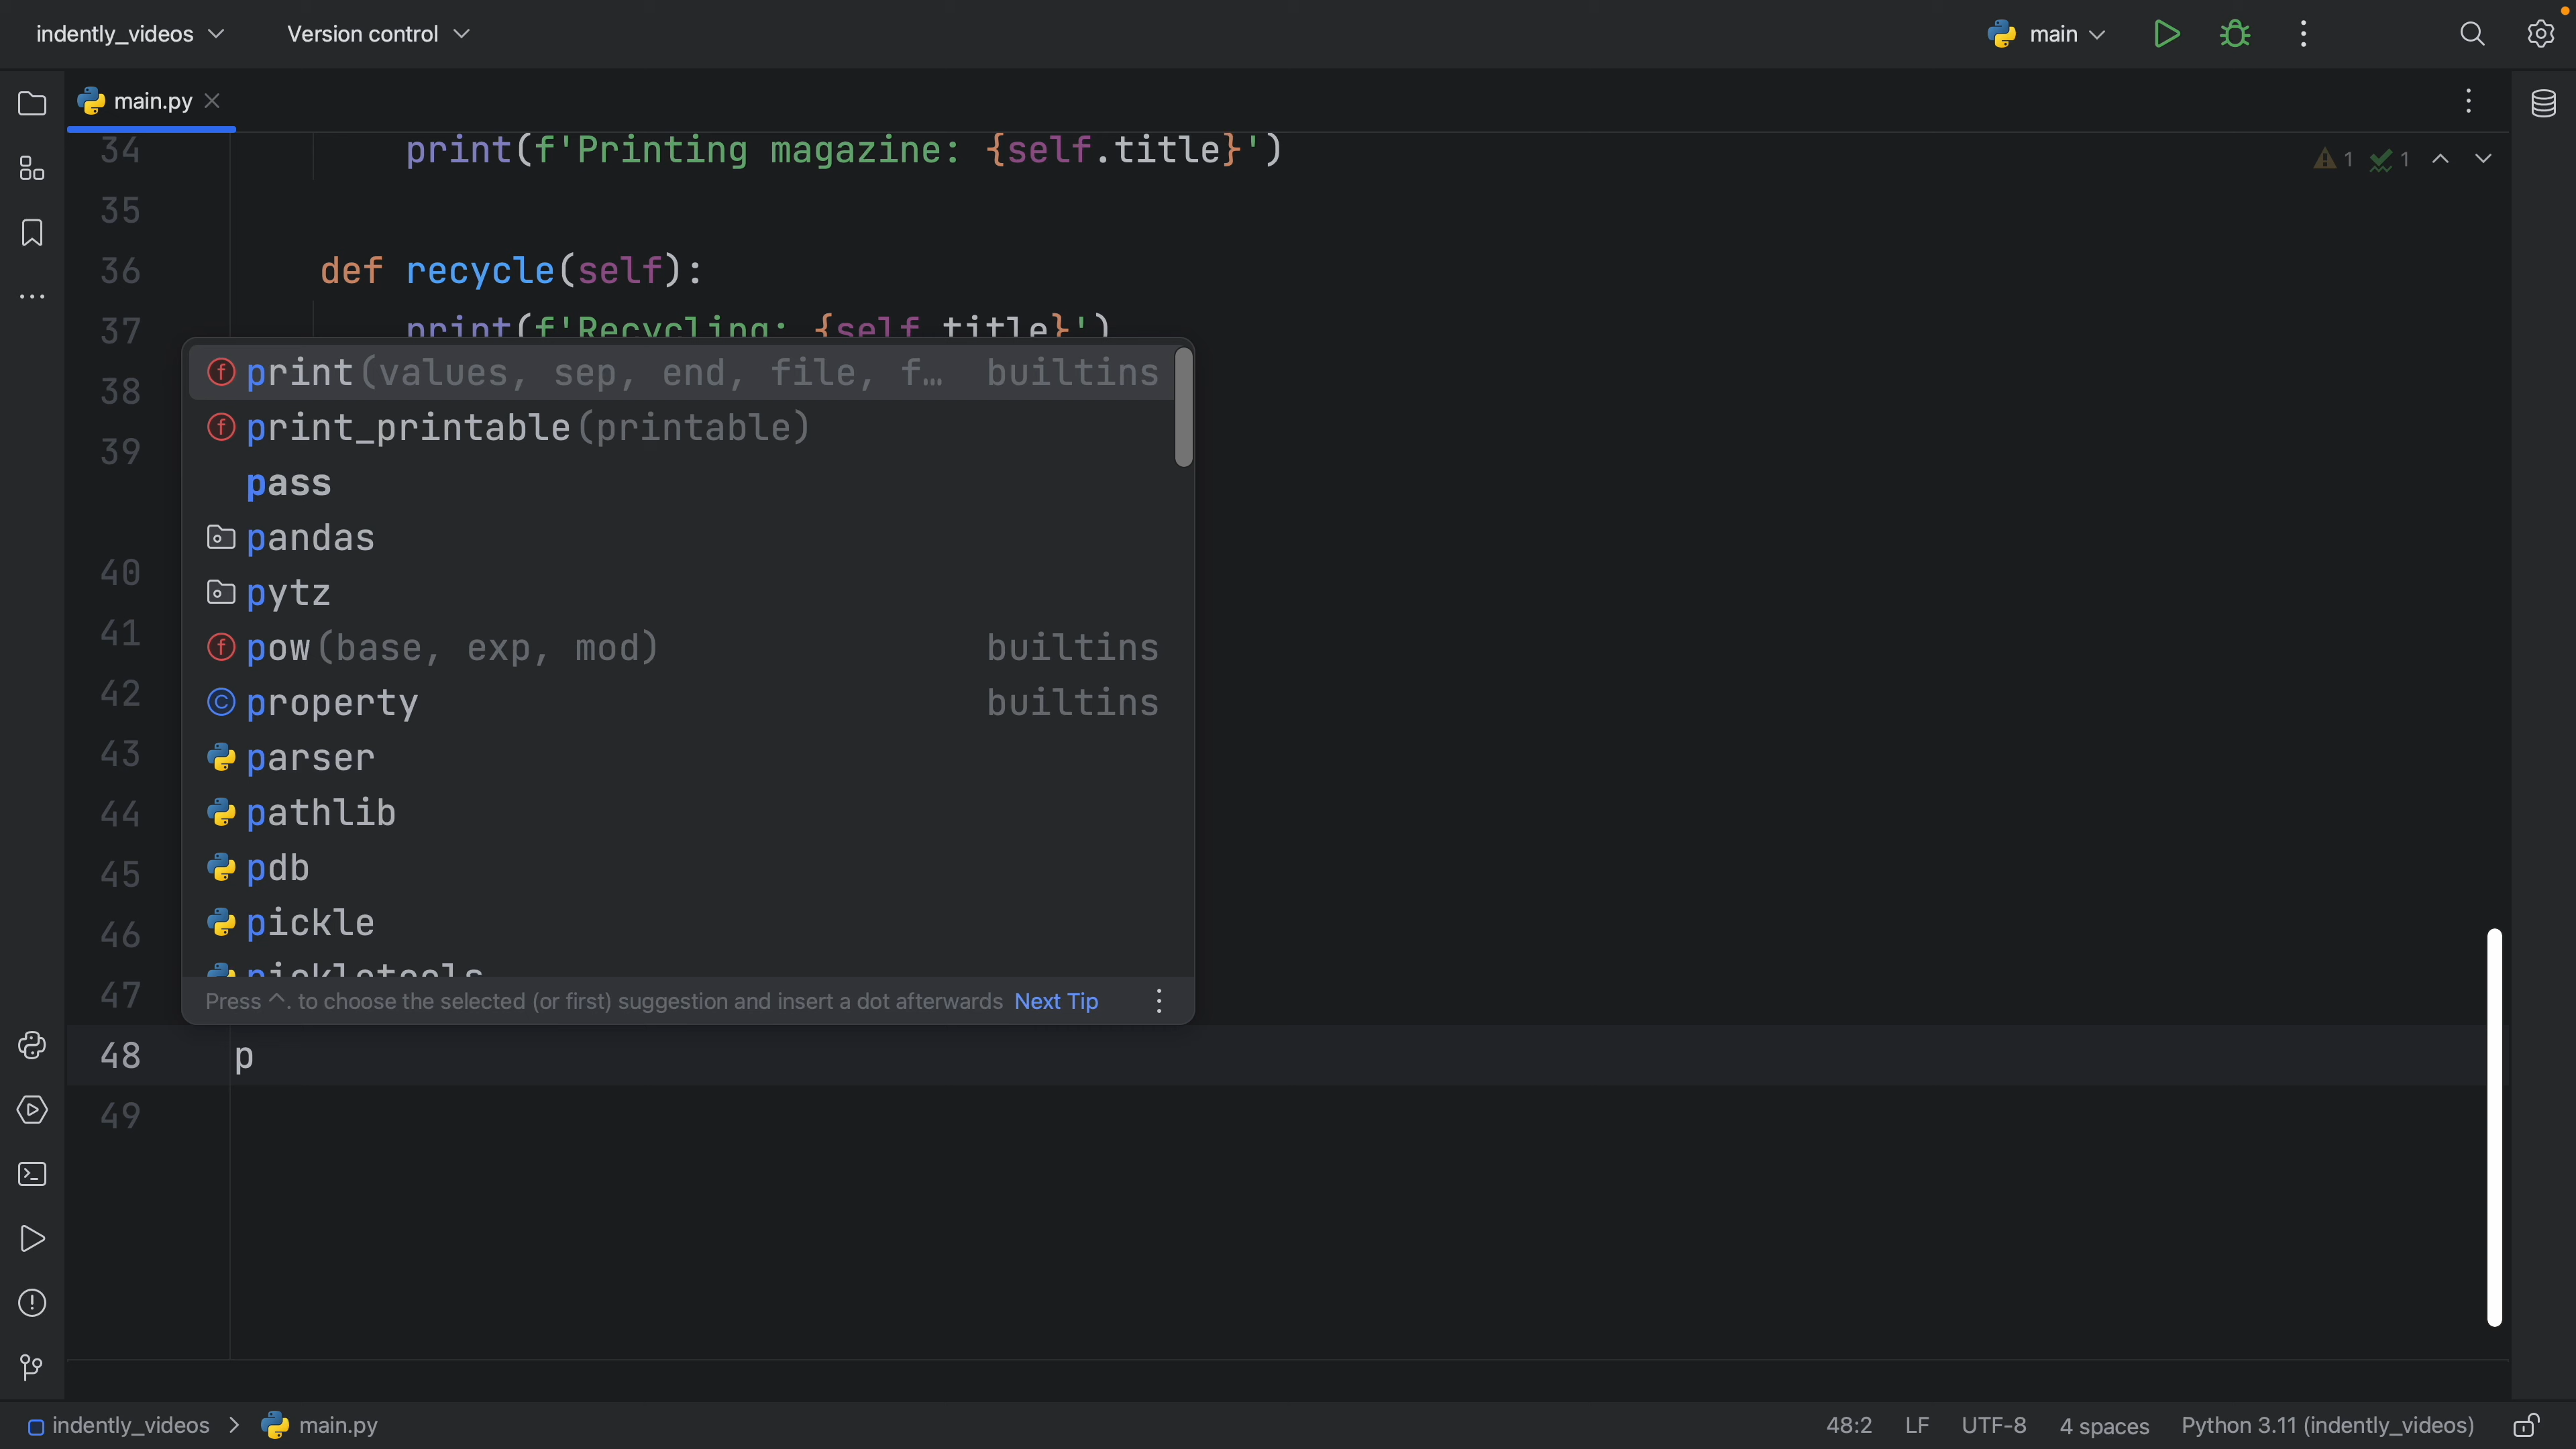 indently_videos Version control main
main.py
34 print(f'Printing magazine: {self.title}') 1 1
35
36 def recycle(self):
37 print(f'Recycling: {self.title}')
38 print(values, sep, end, file, f… builtins
39 print_printable(printable)
pass
pandas
40 pytz
41 pow(base, exp, mod) builtins
42 property builtins
43 parser
44 pathlib
45 pdb
46 pickle
pickletools
47 Press ^. to choose the selected (or first) suggestion and insert a dot afterwards Next Tip
48 p
49
indently_videos > main.py 48:2 LF UTF-8 4 spaces Python 3.11 (indently_videos)